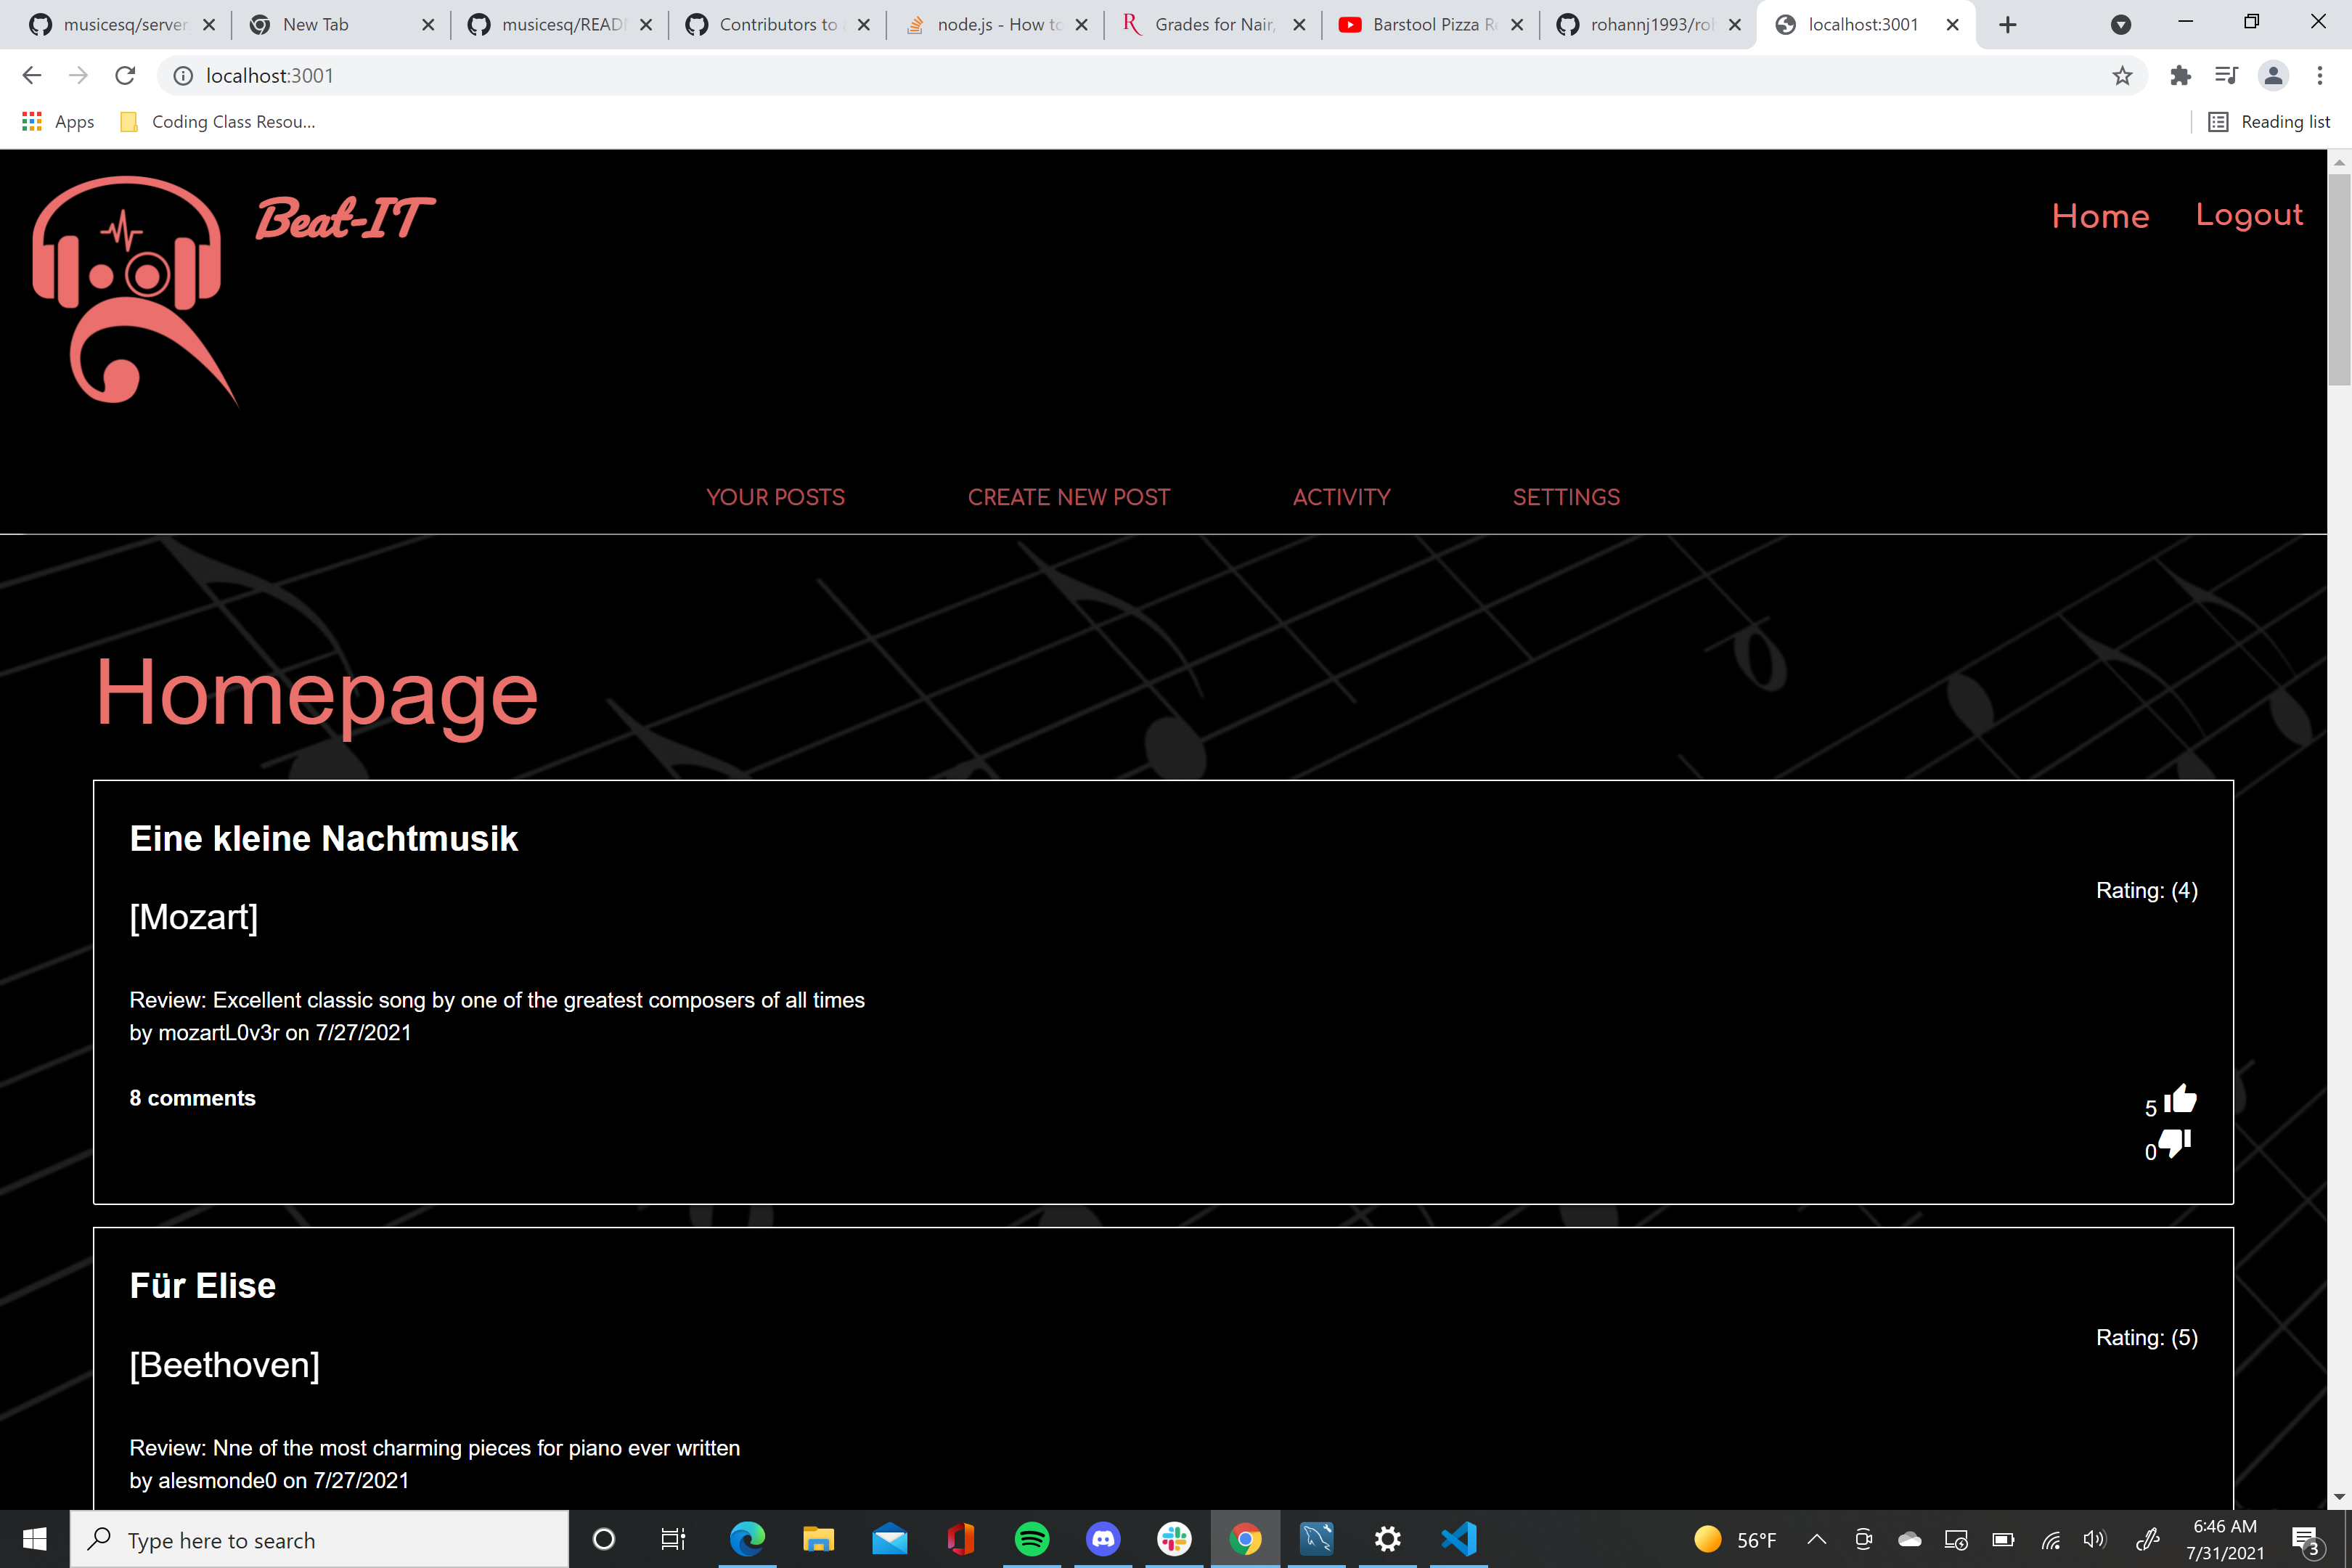 musicesq/server
New Tab
musicesq/READ
Contributors to
node.js - How to
Grades for Nair,
Barstool Pizza R
rohannj1993/roh
localhost:3001
localhost:3001
Apps
Coding Class Resou...
Reading list
Beat-IT
Home
Logout
YOUR POSTS
CREATE NEW POST
ACTIVITY
SETTINGS
Homepage
Eine kleine Nachtmusik
Rating: (4)
[Mozart]
Review: Excellent classic song by one of the greatest composers of all times
by mozartL0v3r on 7/27/2021
8 comments
5
0
Für Elise
Rating: (5)
[Beethoven]
Review: Nne of the most charming pieces for piano ever written
by alesmonde0 on 7/27/2021
Type here to search
56°F
6:46 AM
7/31/2021
3